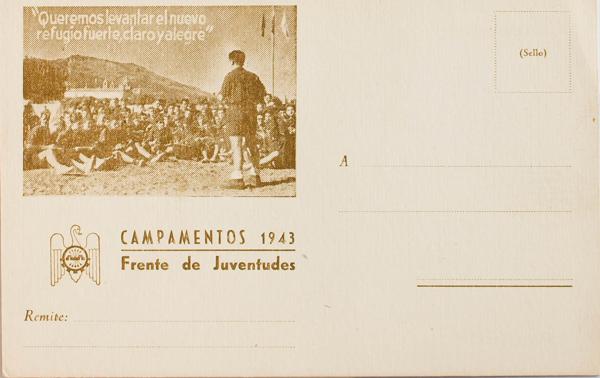 "Queremos levantar el nuevo
refugio fuerte, claro y alegre"
(Sello)
A
CAMPAMENTOS 1943
Frente de Juventudes
Remite: